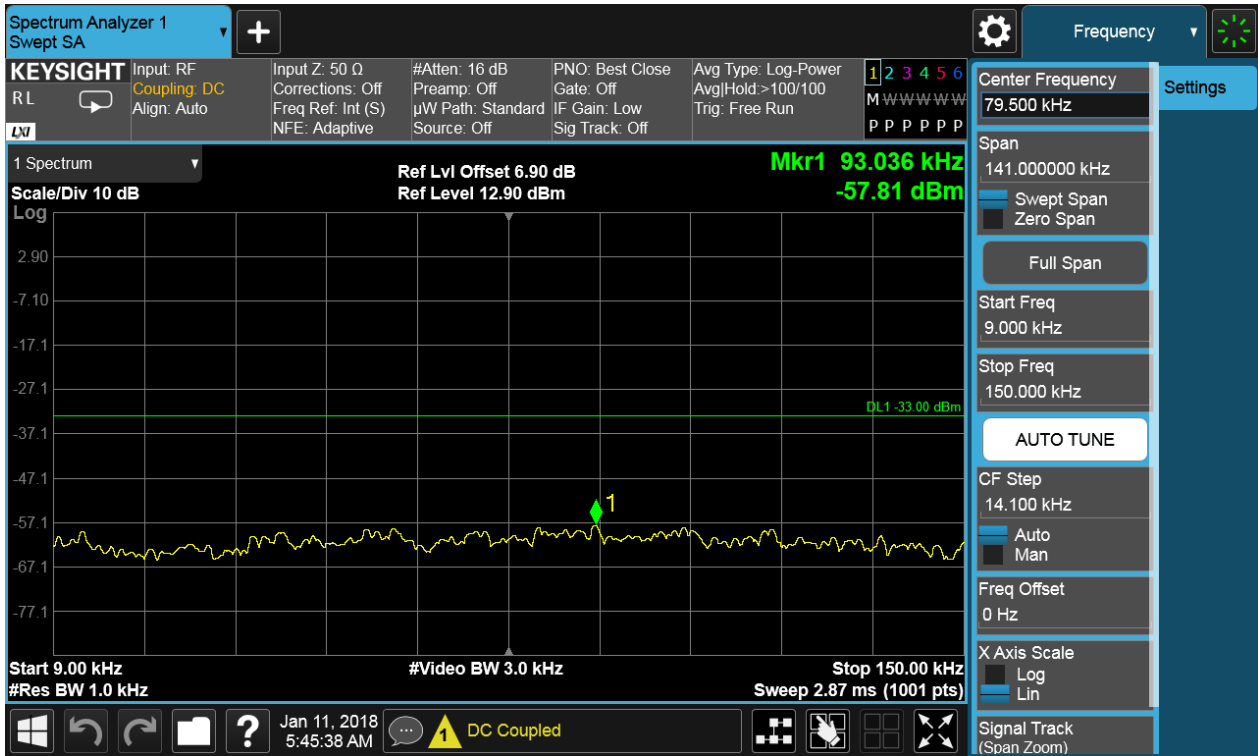 Spectrum Analyzer 1
Swept SA
+
Frequency
KEYSIGHT
R L
LXI
Input: RF
Coupling: DC
Align: Auto
Input Z: 50 Ω
Corrections: Off
Freq Ref: Int (S)
NFE: Adaptive
#Atten: 16 dB
Preamp: Off
µW Path: Standard
Source: Off
PNO: Best Close
Gate: Off
IF Gain: Low
Sig Track: Off
Avg Type: Log-Power
Avg|Hold:>100/100
Trig: Free Run
1 2 3 4 5 6
M W W W W W
P P P P P P
1 Spectrum
Scale/Div 10 dB
Log
Ref Lvl Offset 6.90 dB
Ref Level 12.90 dBm
Mkr1 93.036 kHz
-57.81 dBm
2.90
-7.10
-17.1
-27.1
DL1 -33.00 dBm
-37.1
-47.1
1
-57.1
-67.1
-77.1
Start 9.00 kHz
#Res BW 1.0 kHz
#Video BW 3.0 kHz
Stop 150.00 kHz
Sweep 2.87 ms (1001 pts)
Center Frequency
79.500 kHz
Span
141.000000 kHz
Swept Span
Zero Span
Full Span
Start Freq
9.000 kHz
Stop Freq
150.000 kHz
AUTO TUNE
CF Step
14.100 kHz
Auto
Man
Freq Offset
0 Hz
X Axis Scale
Log
Lin
Signal Track
(Span Zoom)
Settings
?
Jan 11, 2018
5:45:38 AM
1
DC Coupled